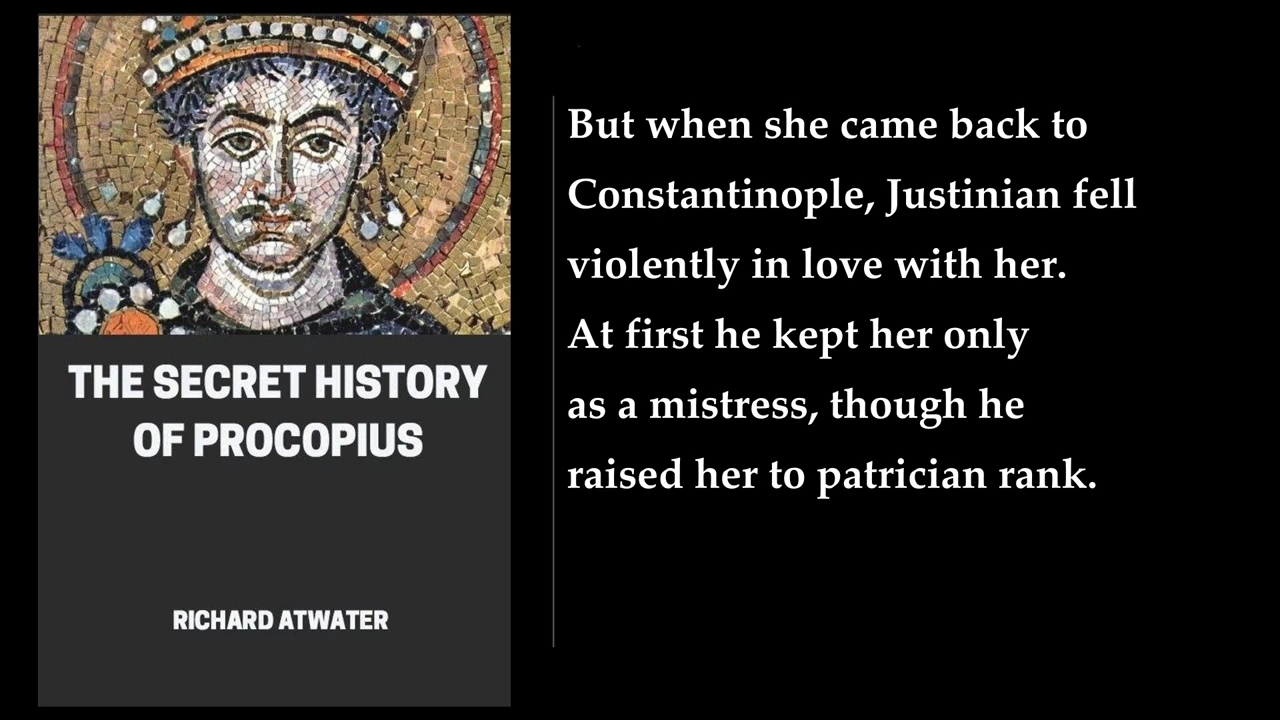 THE SECRET HISTORY
OF PROCOPIUS
RICHARD ATWATER
But when she came back to
Constantinople, Justinian fell
violently in love with her.
At first he kept her only
as a mistress, though he
raised her to patrician rank.